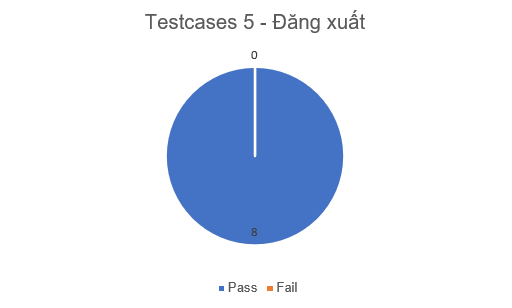 Testcases 5 - Đăng xuất
0
8
Pass Fail